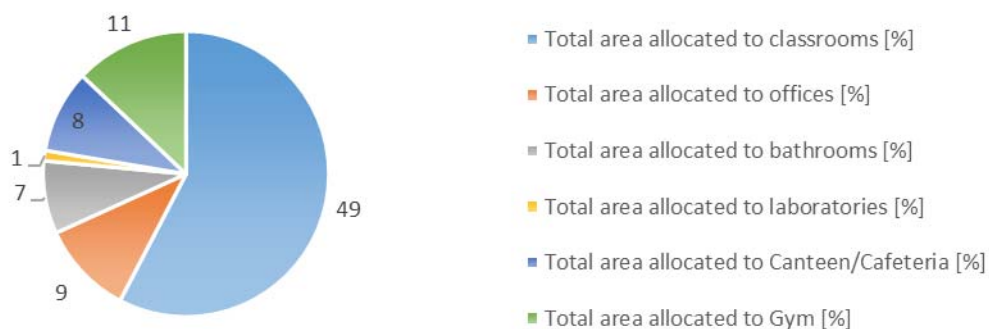 11
8
1
7
9
49
Total area allocated to classrooms [%]
Total area allocated to offices [%]
Total area allocated to bathrooms [%]
Total area allocated to laboratories [%]
Total area allocated to Canteen/Cafeteria [%]
Total area allocated to Gym [%]